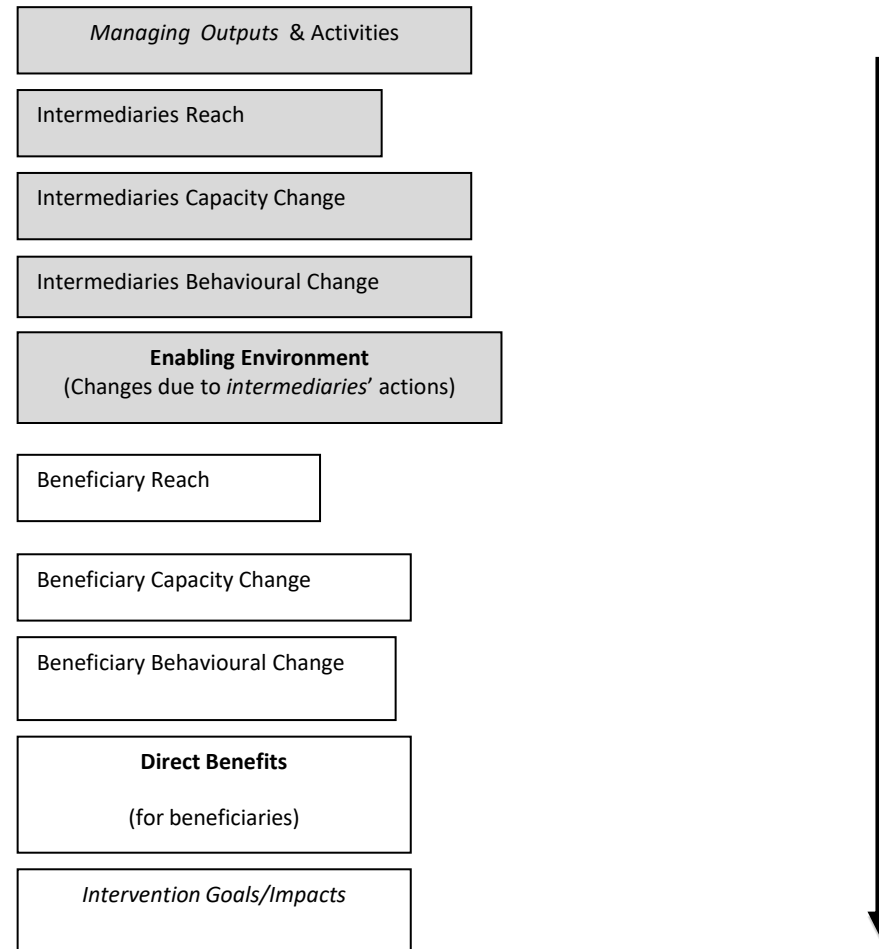 Managing Outputs & Activities
Intermediaries Reach
Intermediaries Capacity Change
Intermediaries Behavioural Change
Enabling Environment
(Changes due to intermediaries’ actions)
Beneficiary Reach
Beneficiary Capacity Change
Beneficiary Behavioural Change
Direct Benefits
(for beneficiaries)
Intervention Goals/Impacts